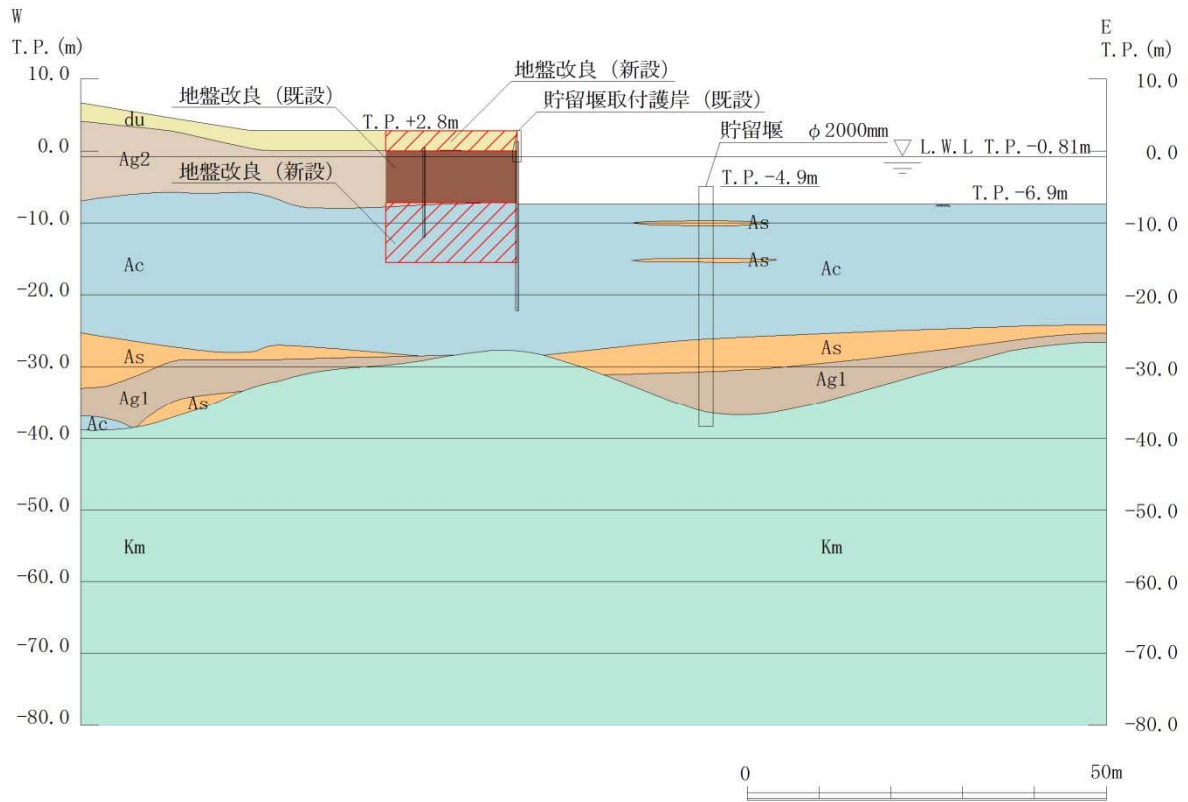 W
T.P.(m)
E
T.P.(m)
10.0
0.0
-10.0
-20.0
-30.0
-40.0
-50.0
-60.0
-70.0
-80.0
地盤改良（新設）
地盤改良（既設）
貯留堰取付護岸（既設）
T.P.+2.8m
貯留堰 φ2000mm
du
L.W.L T.P.-0.81m
Ag2
地盤改良（新設）
T.P.-4.9m
T.P.-6.9m
As
Ac
As
Ac
As
As
Ag1
Ag1
As
Ac
Km
Km
10.0
0.0
-10.0
-20.0
-30.0
-40.0
-50.0
-60.0
-70.0
-80.0
0
50m